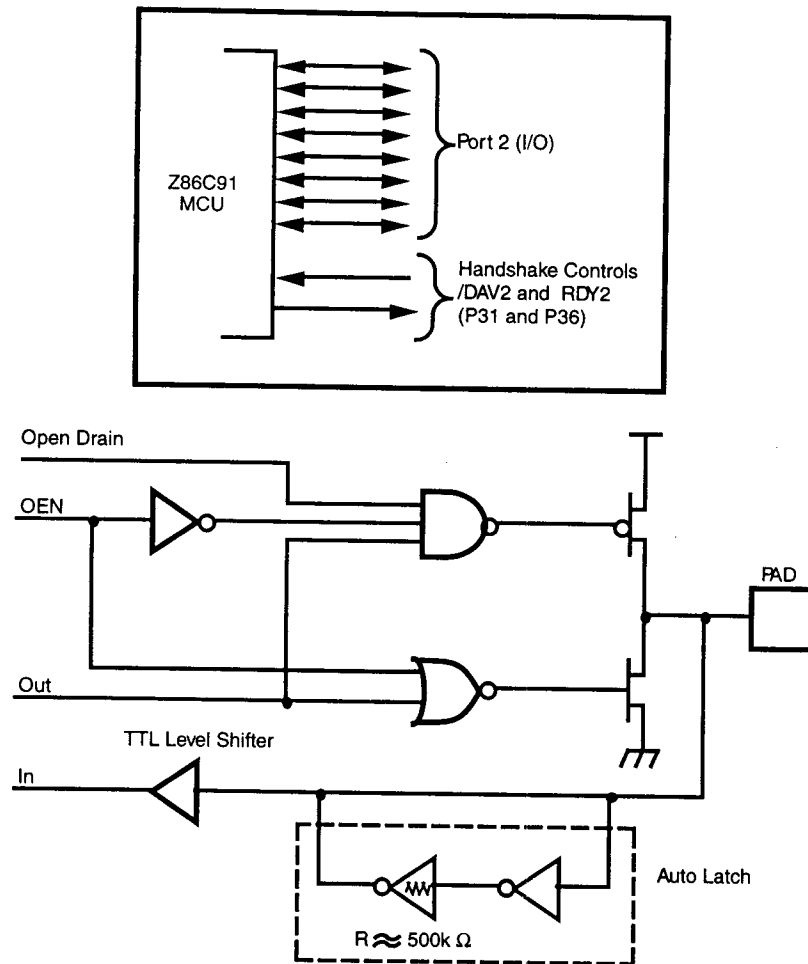 Z86C91
MCU
Port 2 (I/O)
Handshake Controls
/DAV2 and RDY2
(P31 and P36)
Open Drain
OEN
PAD
Out
TTL Level Shifter
In
Auto Latch
R ≈ 500k Ω